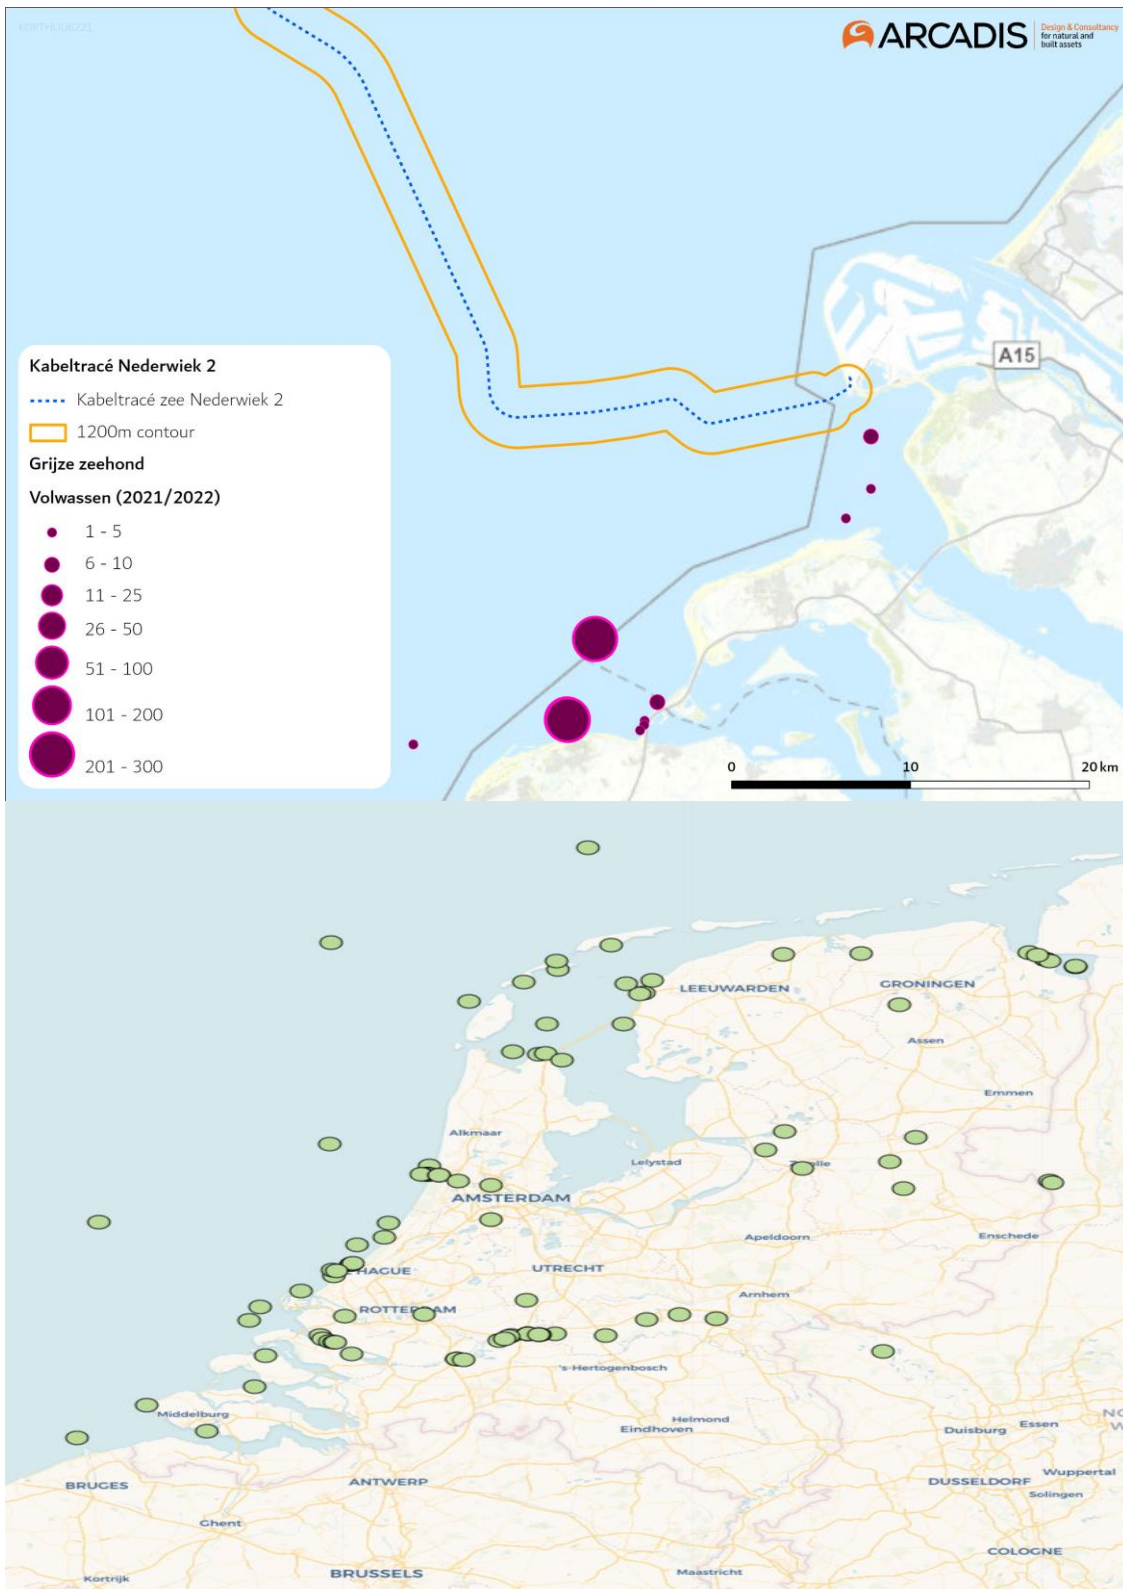 KOPTHUUB221
ARCADIS
Design & Consultancy
for natural and
built assets
A15
Kabeltracé Nederwiek 2
Kabeltracé zee Nederwiek 2
1200m contour
Grijze zeehond
Volwassen (2021/2022)
1 - 5
6 - 10
11 - 25
26 - 50
51 - 100
101 - 200
201 - 300
0 10 20 km
LEEUWARDEN
GRONINGEN
Assen
Emmen
Alkmaar
Lelystad
AMSTERDAM
Apeldoorn
Enschede
HAGUE
UTRECHT
ROTTERDAM
Arnhem
's-Hertogenbosch
Middelburg
Helmond
Eindhoven
Duisburg
Essen
BRUGES
ANTWERP
DUSSELDORF
Wuppertal
Solingen
Ghent
COLOGNE
Kortrijk
BRUSSELS
Maastricht